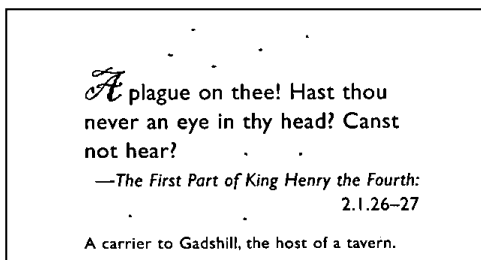 A plague on thee! Hast thou
never an eye in thy head? Canst
not hear?
—The First Part of King Henry the Fourth:
2.1.26–27
A carrier to Gadshill, the host of a tavern.